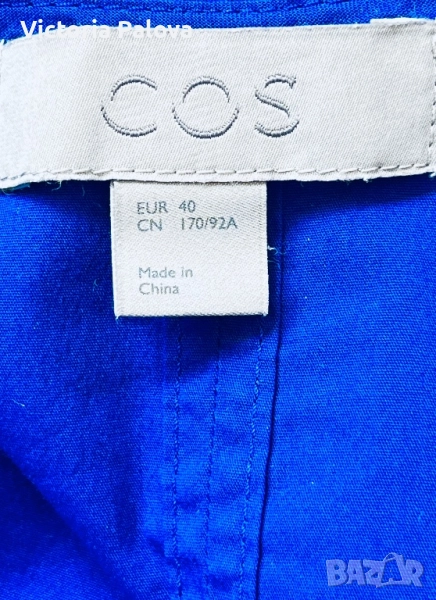 Victoria Palova
COS
EUR 40
CN 170/92A
Made in
China
BAZAR